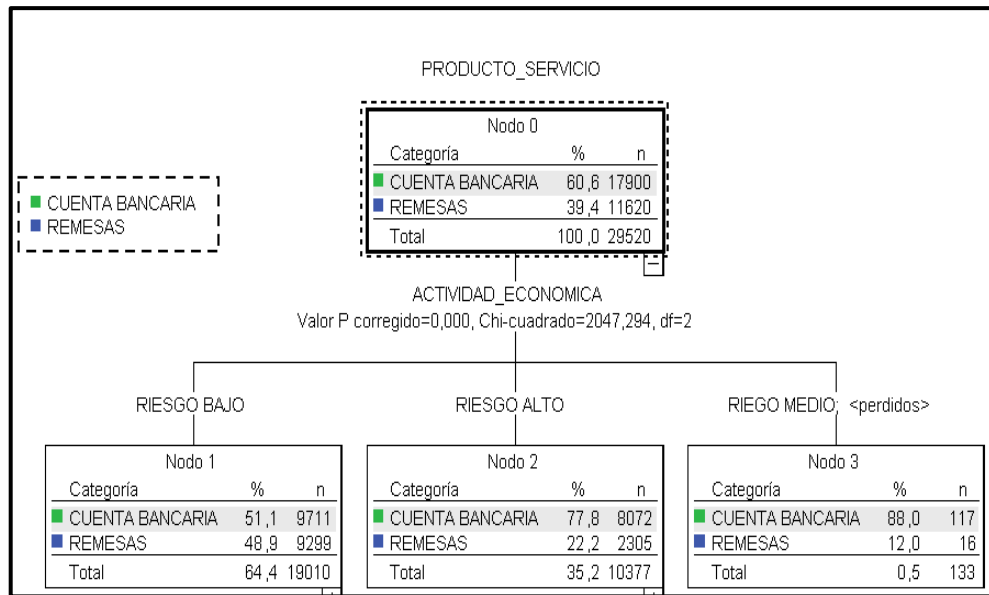 PRODUCTO_SERVICIO
Nodo 0
Categoría % n
CUENTA BANCARIA 60,6 17900
REMESAS 39,4 11620
Total 100,0 29520
CUENTA BANCARIA
REMESAS
ACTIVIDAD_ECONOMICA
Valor P corregido=0,000, Chi-cuadrado=2047,294, df=2
RIESGO BAJO
Nodo 1
Categoría % n
CUENTA BANCARIA 51,1 9711
REMESAS 48,9 9299
Total 64,4 19010
RIESGO ALTO
Nodo 2
Categoría % n
CUENTA BANCARIA 77,8 8072
REMESAS 22,2 2305
Total 35,2 10377
RIEGO MEDIO; <perdidos>
Nodo 3
Categoría % n
CUENTA BANCARIA 88,0 117
REMESAS 12,0 16
Total 0,5 133